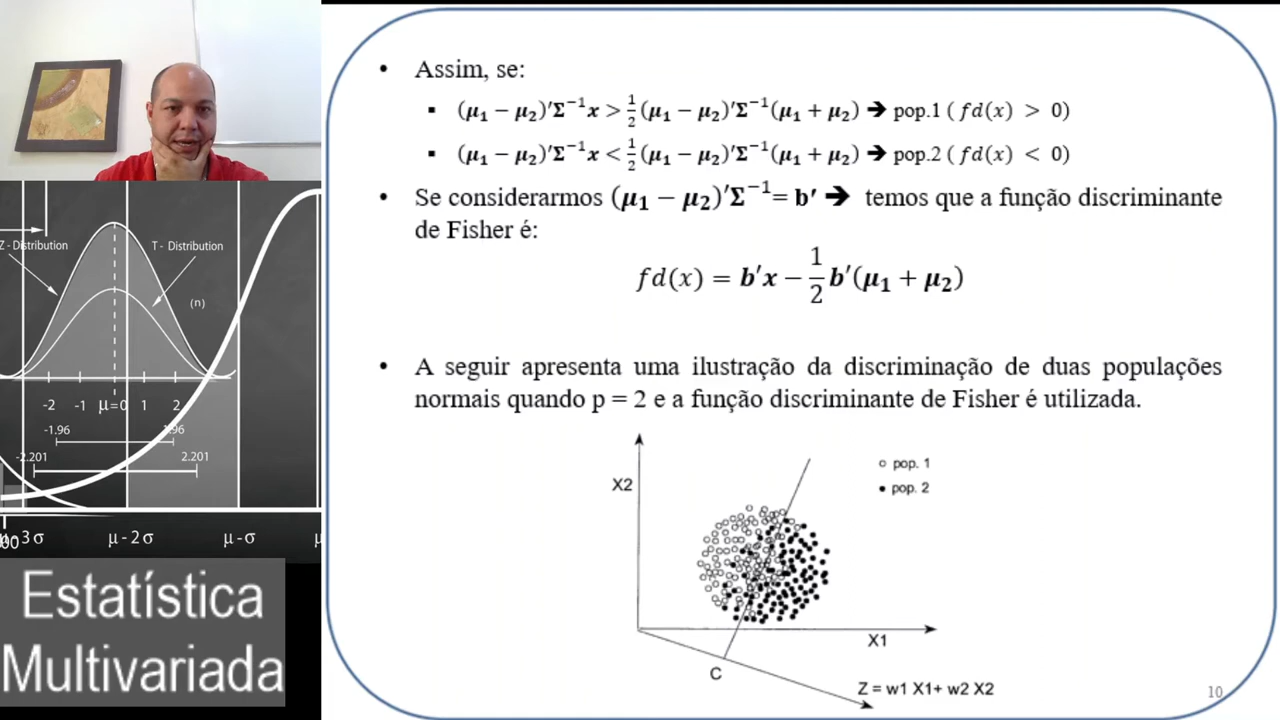 • Assim, se:
▪ (μ₁ − μ₂)′Σ⁻¹x > ½(μ₁ − μ₂)′Σ⁻¹(μ₁ + μ₂) 🡺 pop.1 ( fd(x) > 0)
▪ (μ₁ − μ₂)′Σ⁻¹x < ½(μ₁ − μ₂)′Σ⁻¹(μ₁ + μ₂) 🡺 pop.2 ( fd(x) < 0)
• Se considerarmos (μ₁ − μ₂)′Σ⁻¹= b′ 🡺 temos que a função discriminante
de Fisher é:
fd(x) = b′x − ½b′(μ₁ + μ₂)
• A seguir apresenta uma ilustração da discriminação de duas populações
normais quando p = 2 e a função discriminante de Fisher é utilizada.
pop. 1
pop. 2
X2
X1
C
Z = w1 X1+ w2 X2
10
Z - Distribution
T - Distribution
(n)
-2 -1 μ=0 1 2
-1.96
-2.201 2.201
μ-3σ μ-2σ μ-σ
Estatística
Multivariada